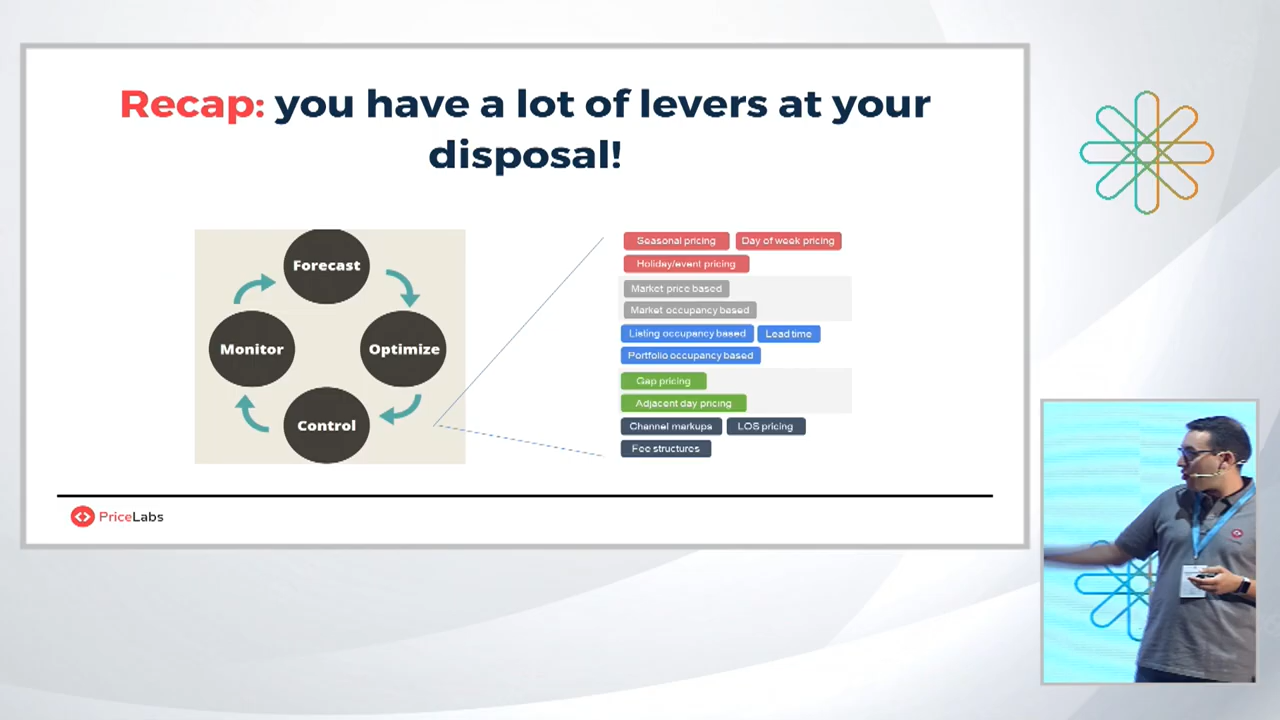 Recap: you have a lot of levers at your
disposal!
Forecast
Monitor
Optimize
Control
Seasonal pricing
Day of week pricing
Holiday/event pricing
Market price based
Market occupancy based
Listing occupancy based
Lead time
Portfolio occupancy based
Gap pricing
Adjacent day pricing
Channel markups
LOS pricing
Fee structures
PriceLabs